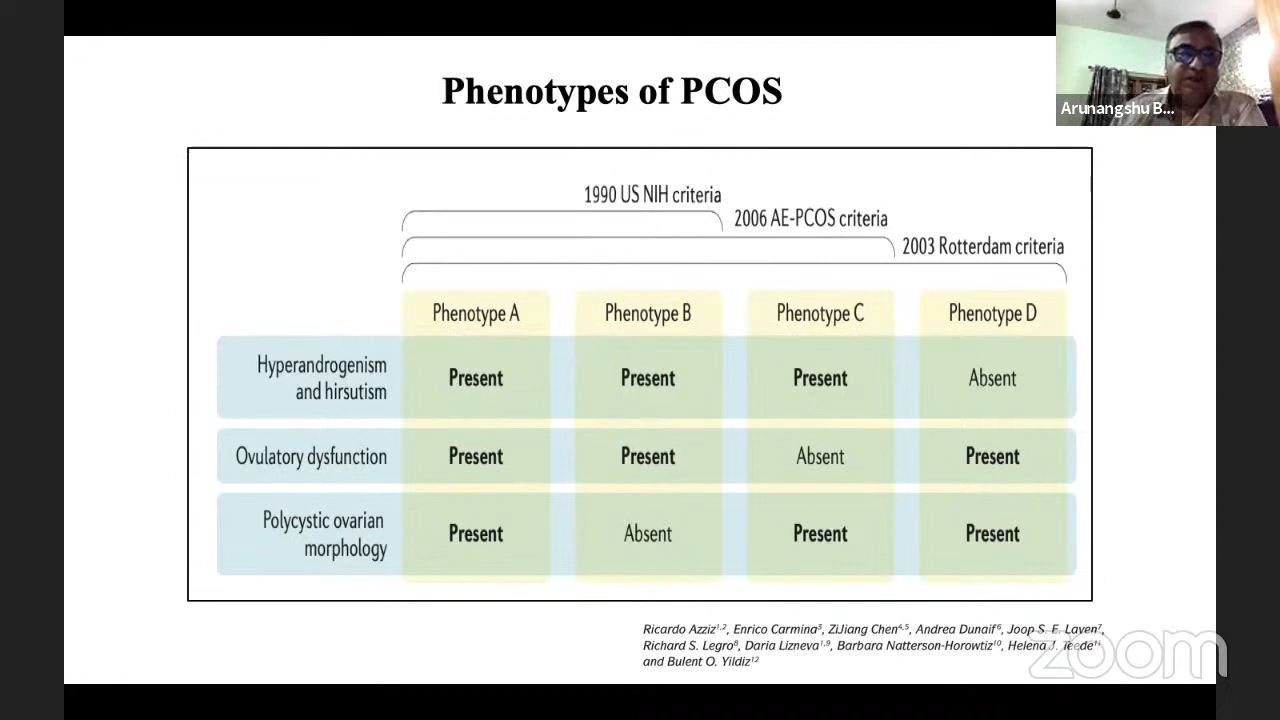 Phenotypes of PCOS
Arunangshu B...
1990 US NIH criteria
2006 AE-PCOS criteria
2003 Rotterdam criteria
Phenotype A Phenotype B Phenotype C Phenotype D
Hyperandrogenism
and hirsutism
Present Present Present Absent
Ovulatory dysfunction Present Present Absent Present
Polycystic ovarian
morphology
Present Absent Present Present
Ricardo Azziz¹,², Enrico Carmina³, ZiJiang Chen⁴,⁵, Andrea Dunaif⁶, Joop S. E. Laven⁷,
Richard S. Legro⁸, Daria Lizneva¹,⁹, Barbara Natterson-Horowitz¹⁰, Helena J. Teede¹¹
and Bulent O. Yildiz¹²
zoom